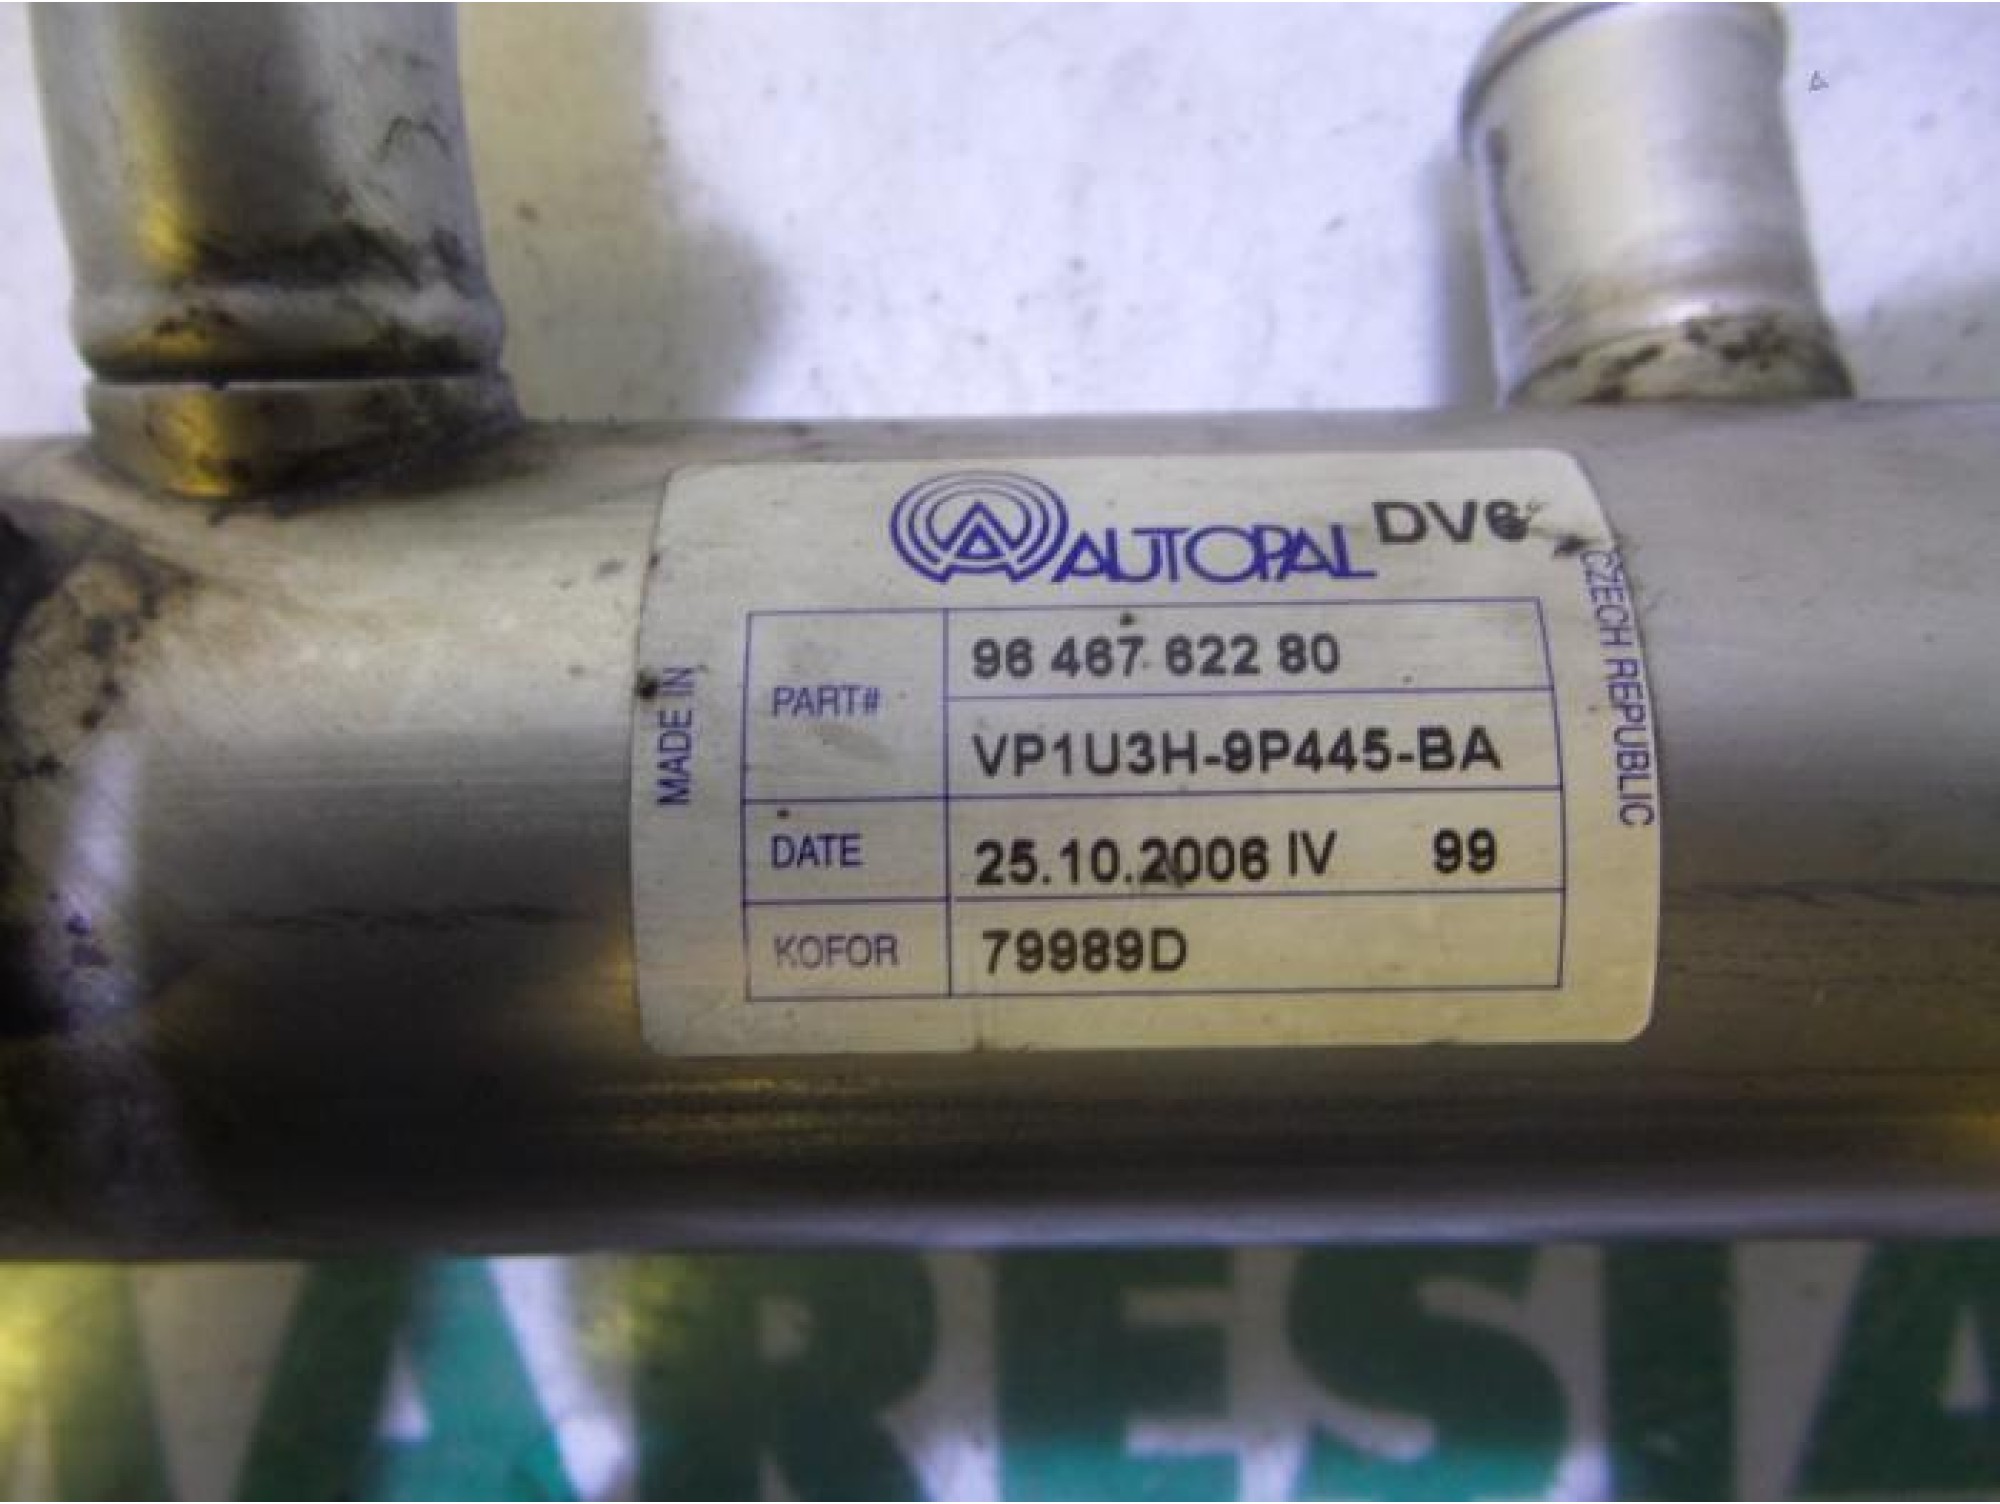 AUTOPAL DV6
MADE IN
CZECH REPUBLIC
PART# 96 467 622 80
VP1U3H-9P445-BA
DATE 25.10.2006 IV 99
KOFOR 79989D
ARESIA